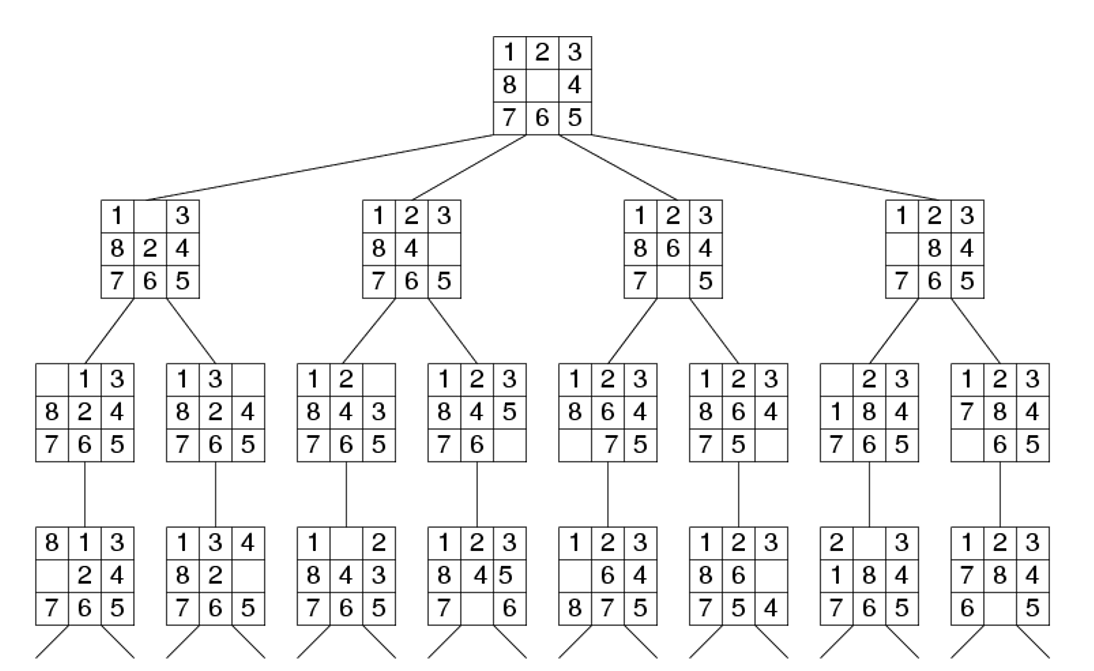 1 2 3
8 4
7 6 5
1 3 1 2 3 1 2 3 1 2 3
8 2 4 8 4 8 6 4 8 4
7 6 5 7 6 5 7 5 7 6 5
1 3 1 3 1 2 1 2 3 1 2 3 1 2 3 2 3 1 2 3
8 2 4 8 2 4 8 4 3 8 4 5 8 6 4 8 6 4 1 8 4 7 8 4
7 6 5 7 6 5 7 6 5 7 6 7 5 7 5 7 6 5 6 5
8 1 3 1 3 4 1 2 1 2 3 1 2 3 1 2 3 2 3 1 2 3
2 4 8 2 8 4 3 8 4 5 6 4 8 6 1 8 4 7 8 4
7 6 5 7 6 5 7 6 5 7 6 8 7 5 7 5 4 7 6 5 6 5